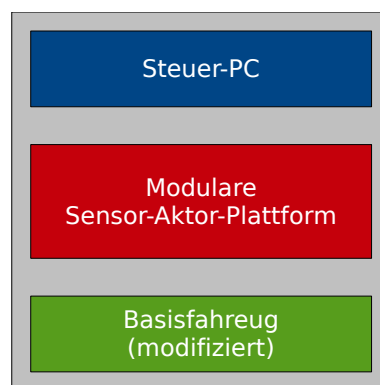 Steuer-PC
Modulare
Sensor-Aktor-Plattform
Basisfahreug
(modifiziert)